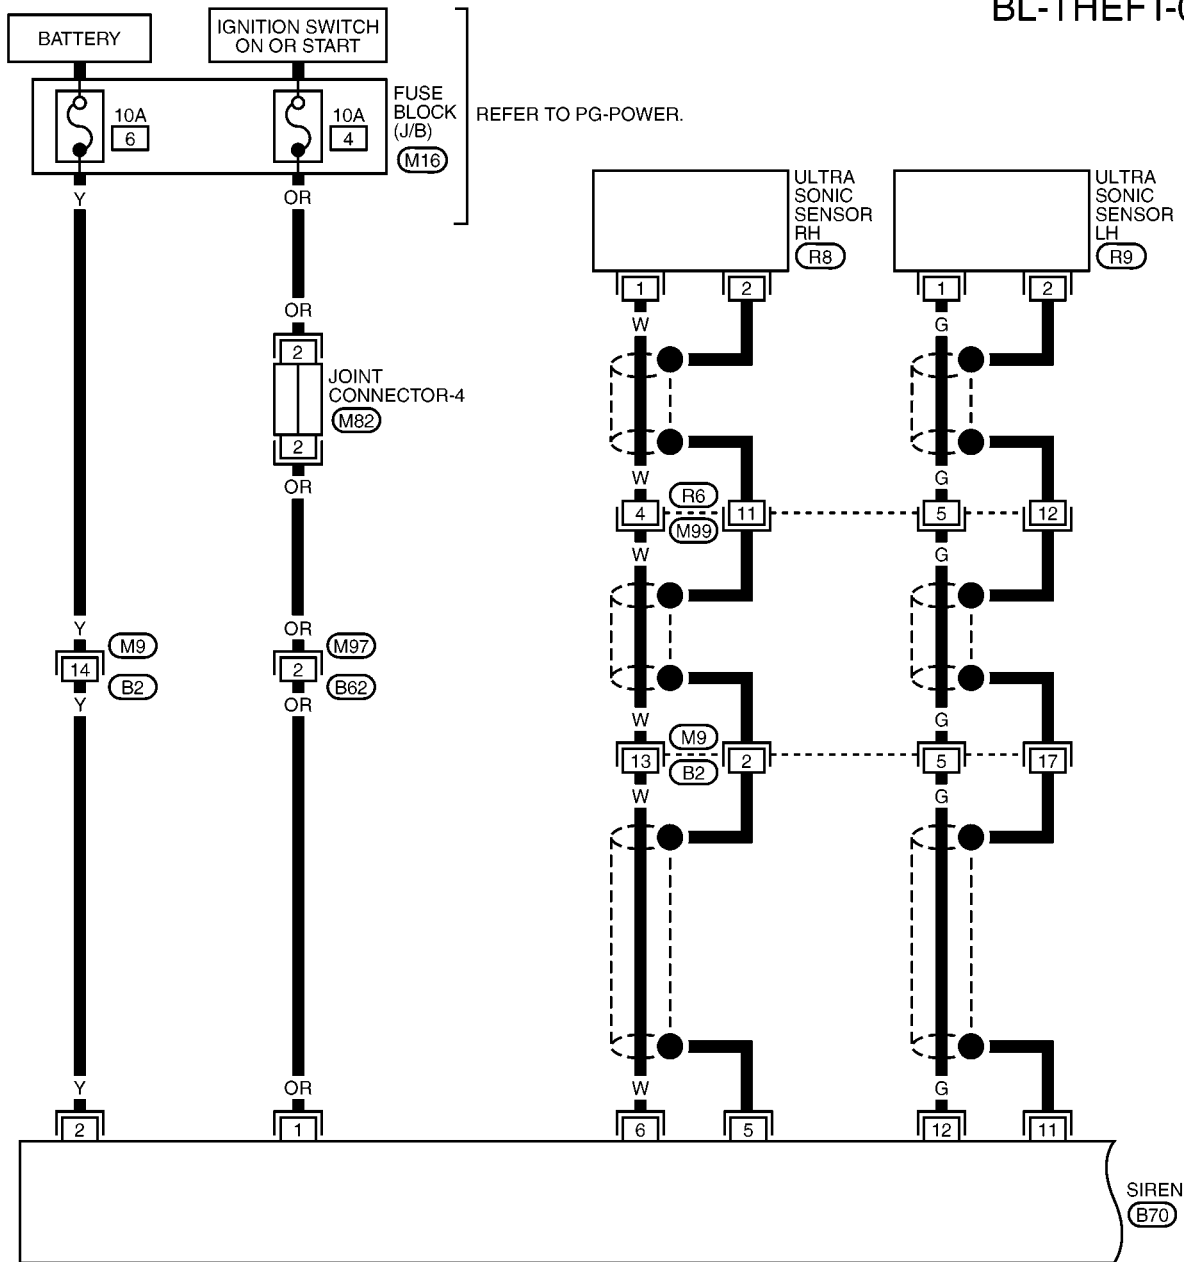 BL-THEFT-
BATTERY
IGNITION SWITCH
ON OR START
10A
6
10A
4
FUSE
BLOCK
(J/B)
M16
REFER TO PG-POWER.
Y
OR
ULTRA
SONIC
SENSOR
RH
R8
ULTRA
SONIC
SENSOR
LH
R9
1
2
1
2
W
G
OR
2
JOINT
CONNECTOR-4
M82
2
OR
W
G
4
R6
M99
11
5
12
W
G
Y
OR
14
M9
B2
2
M97
B62
Y
OR
W
G
13
M9
B2
2
5
17
W
G
Y
OR
W
G
2
1
6
5
12
11
SIREN
B70